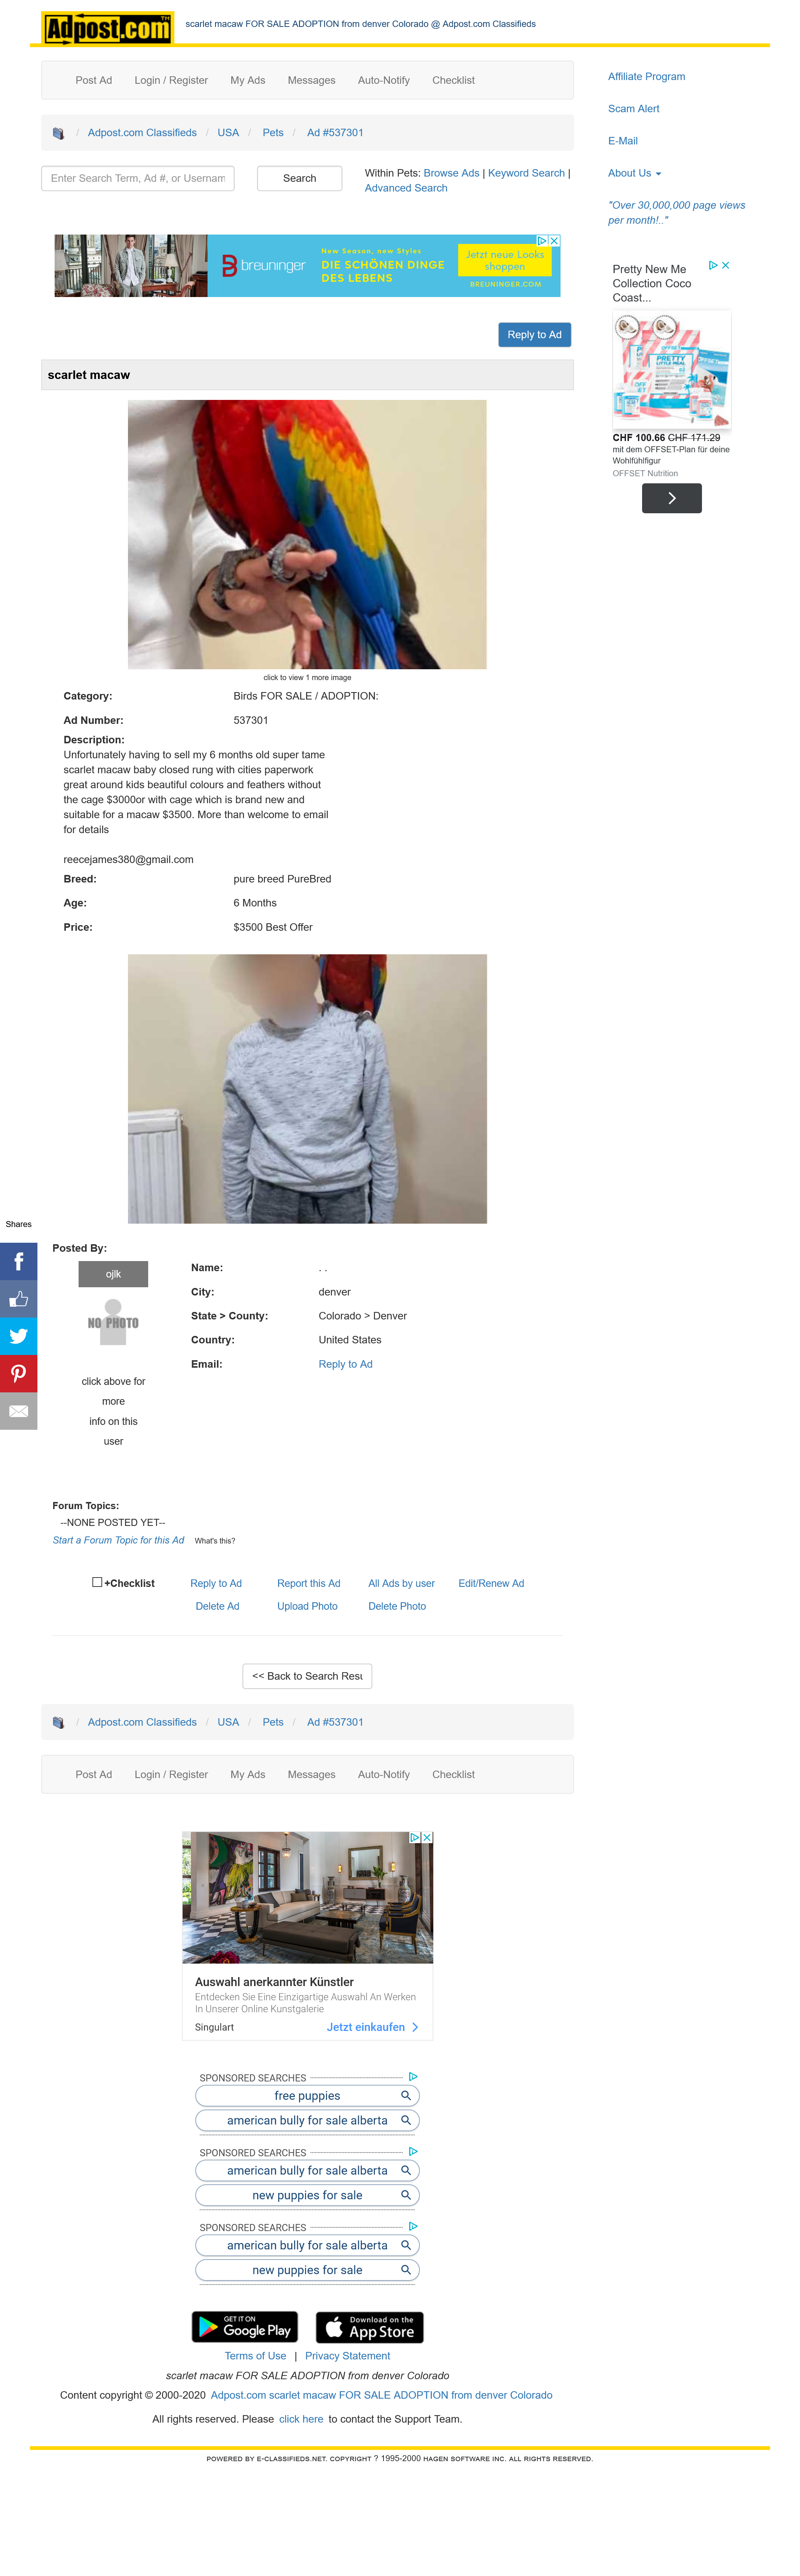 Adpost.com™
scarlet macaw FOR SALE ADOPTION from denver Colorado @ Adpost.com Classifieds
Post Ad Login / Register My Ads Messages Auto-Notify Checklist
/ Adpost.com Classifieds / USA / Pets / Ad #537301
Enter Search Term, Ad #, or Usernam
Search
Within Pets: Browse Ads | Keyword Search |
Advanced Search
Affiliate Program
Scam Alert
E-Mail
About Us
"Over 30,000,000 page views
per month!.."
breuninger
New Season, new Styles
DIE SCHÖNEN DINGE
DES LEBENS
Jetzt neue Looks
shoppen
BREUNINGER.COM
Pretty New Me
Collection Coco
Coast...
OFFSET
PRETTY
LITTLE MEAL
CHF 100.66 CHF 171.29
mit dem OFFSET-Plan für deine
Wohlfühlfigur
OFFSET Nutrition
Reply to Ad
scarlet macaw
click to view 1 more image
Category: Birds FOR SALE / ADOPTION:
Ad Number: 537301
Description:
Unfortunately having to sell my 6 months old super tame
scarlet macaw baby closed rung with cities paperwork
great around kids beautiful colours and feathers without
the cage $3000or with cage which is brand new and
suitable for a macaw $3500. More than welcome to email
for details
reecejames380@gmail.com
Breed: pure breed PureBred
Age: 6 Months
Price: $3500 Best Offer
Shares
Posted By:
ojlk
NO PHOTO
click above for
more
info on this
user
Name: . .
City: denver
State > County: Colorado > Denver
Country: United States
Email: Reply to Ad
Forum Topics:
--NONE POSTED YET--
Start a Forum Topic for this Ad What's this?
+Checklist Reply to Ad Report this Ad All Ads by user Edit/Renew Ad
Delete Ad Upload Photo Delete Photo
<< Back to Search Resu
/ Adpost.com Classifieds / USA / Pets / Ad #537301
Post Ad Login / Register My Ads Messages Auto-Notify Checklist
Auswahl anerkannter Künstler
Entdecken Sie Eine Einzigartige Auswahl An Werken
In Unserer Online Kunstgalerie
Singulart Jetzt einkaufen
SPONSORED SEARCHES
free puppies
american bully for sale alberta
SPONSORED SEARCHES
american bully for sale alberta
new puppies for sale
SPONSORED SEARCHES
american bully for sale alberta
new puppies for sale
GET IT ON
Google Play
Download on the
App Store
Terms of Use | Privacy Statement
scarlet macaw FOR SALE ADOPTION from denver Colorado
Content copyright © 2000-2020 Adpost.com scarlet macaw FOR SALE ADOPTION from denver Colorado
All rights reserved. Please click here to contact the Support Team.
POWERED BY E-CLASSIFIEDS.NET. COPYRIGHT ? 1995-2000 HAGEN SOFTWARE INC. ALL RIGHTS RESERVED.